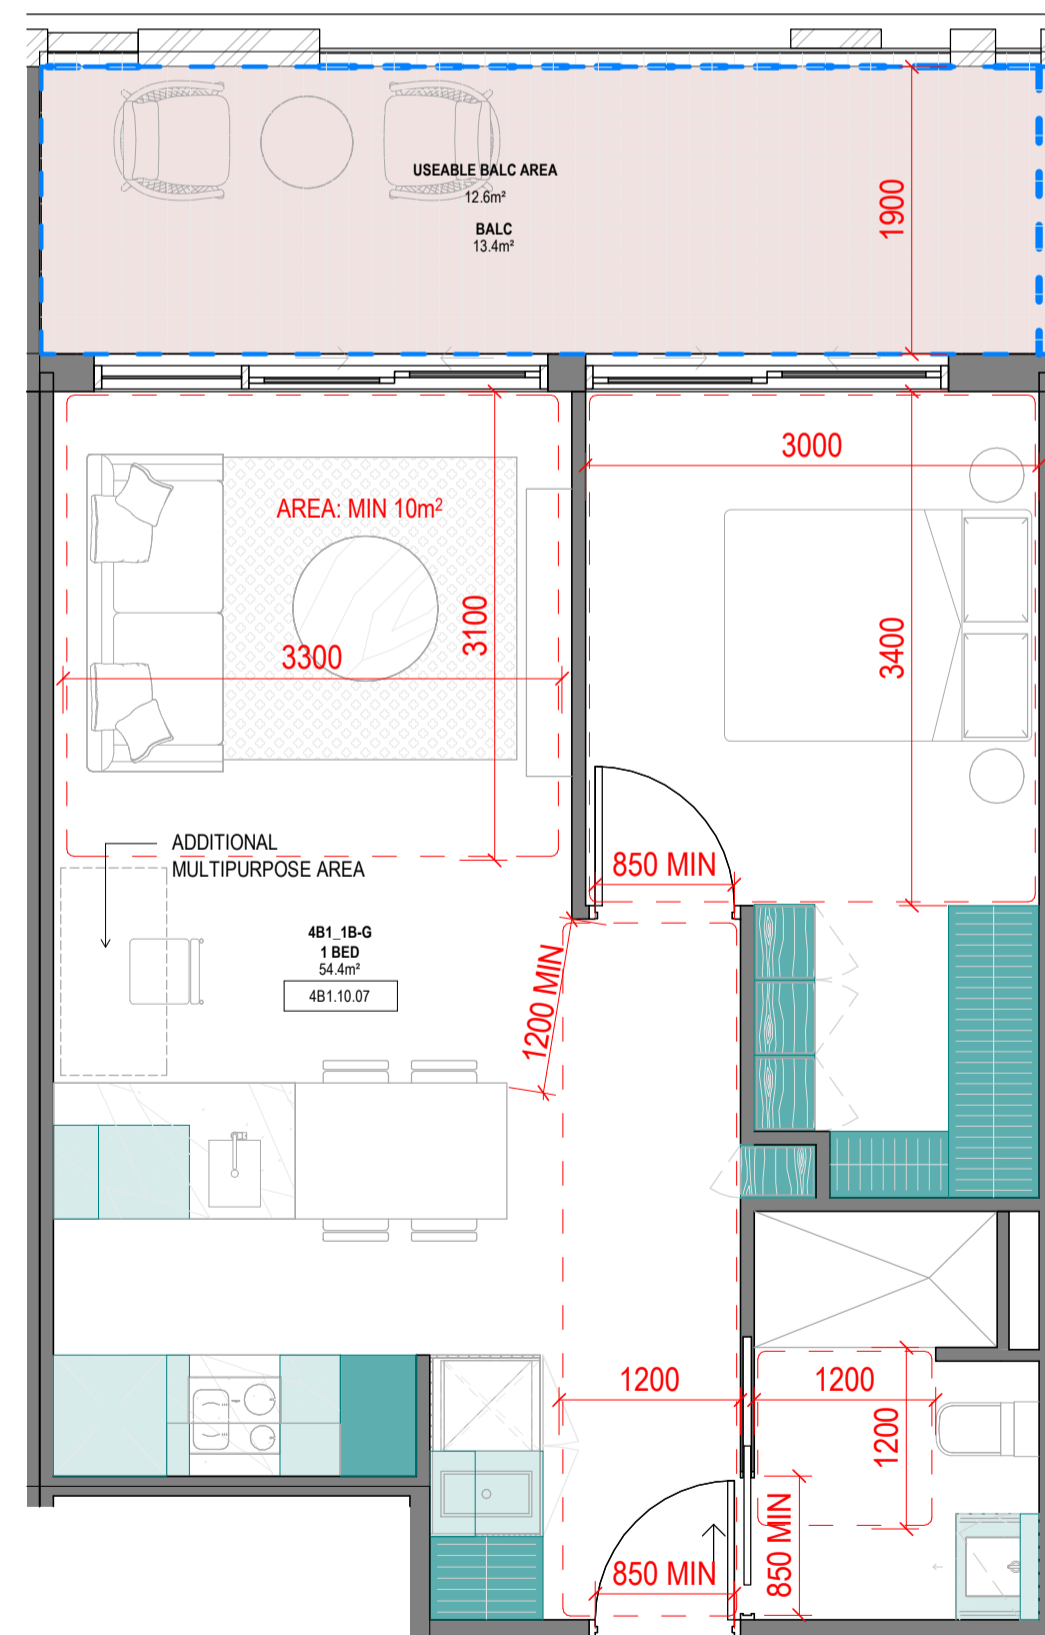 USEABLE BALC AREA
12.6m²
BALC
13.4m²
1900
3000
AREA: MIN 10m²
3100
3300
3400
ADDITIONAL
MULTIPURPOSE AREA
850 MIN
4B1_1B-G
1 BED
54.4m²
4B1.10.07
1200 MIN
1200
1200
1200
850 MIN
850 MIN